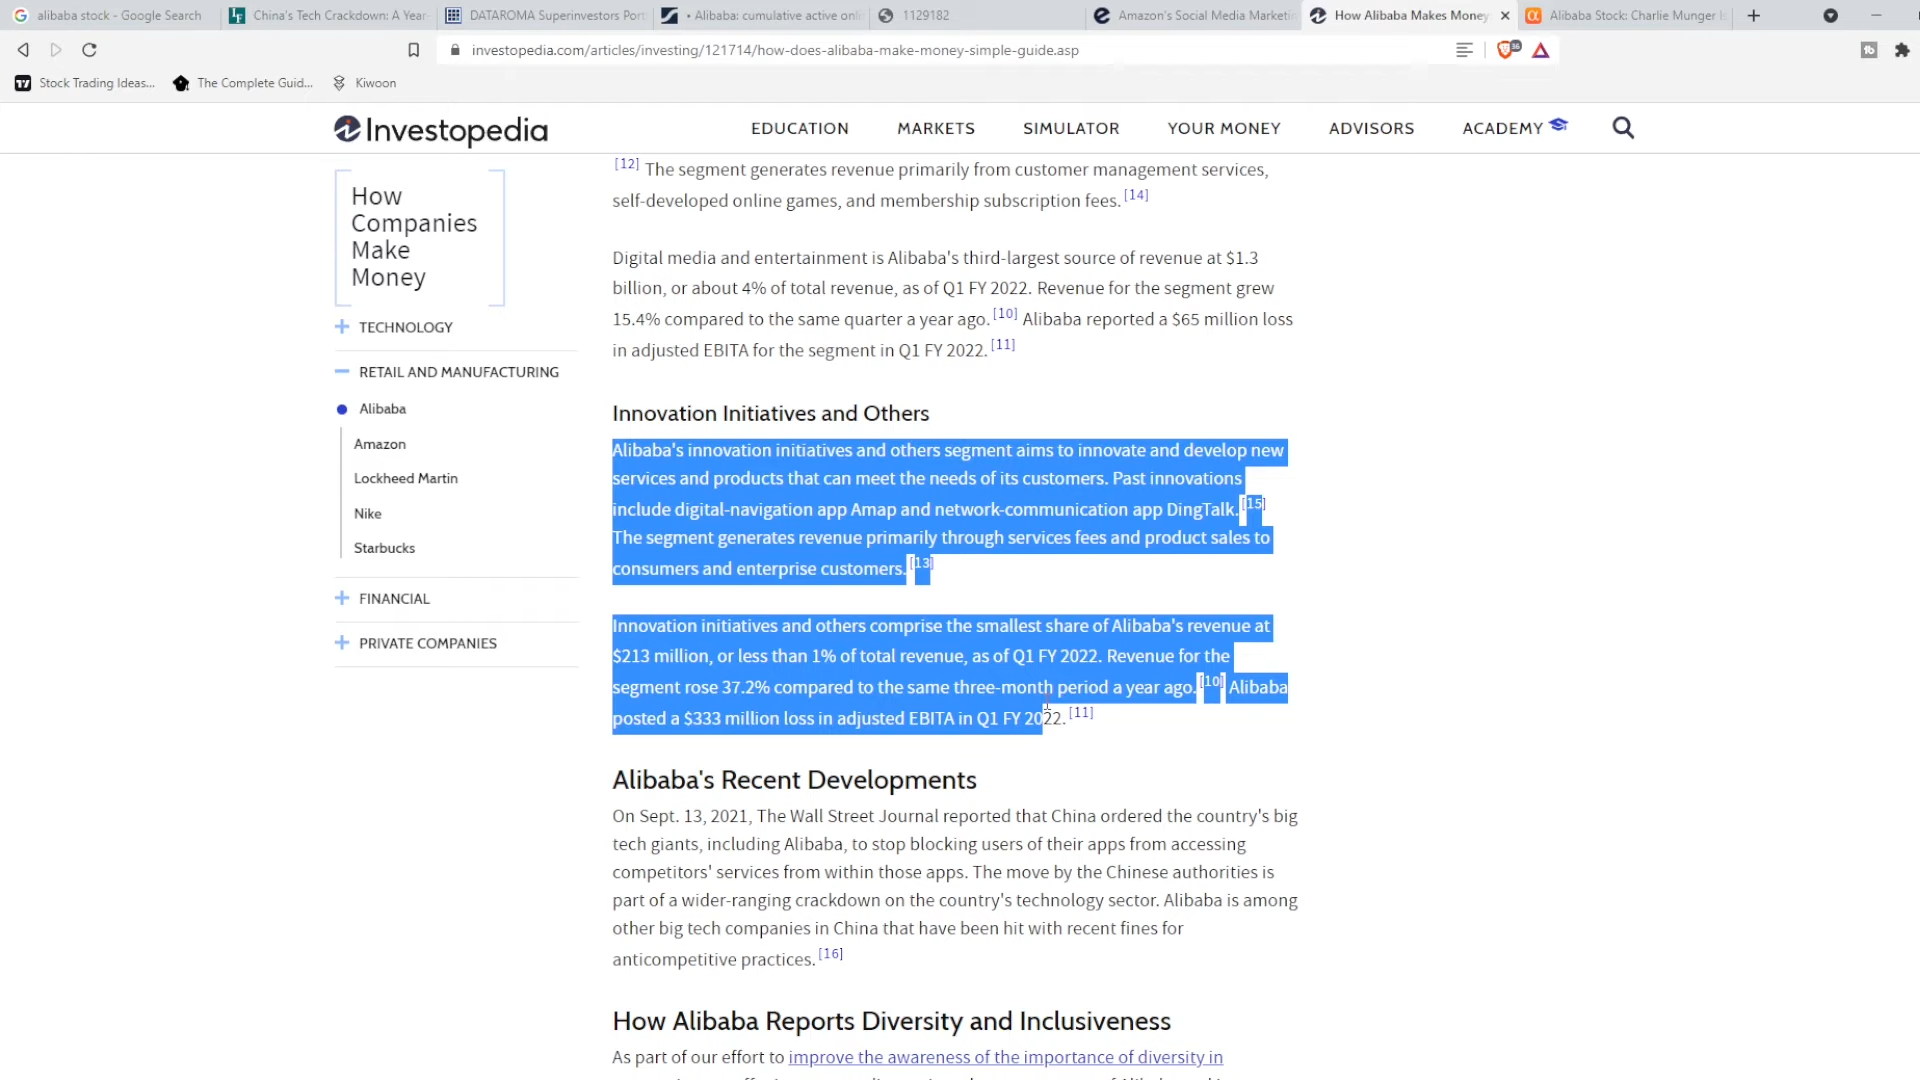 alibaba stock - Google Search
China's Tech Crackdown: A Year
DATAROMA Superinvestors Port
• Alibaba: cumulative active onli
1129182
Amazon's Social Media Marketin
How Alibaba Makes Money
Alibaba Stock: Charlie Munger
investopedia.com/articles/investing/121714/how-does-alibaba-make-money-simple-guide.asp
Stock Trading Ideas...
The Complete Guid...
Kiwoon
Investopedia
EDUCATION
MARKETS
SIMULATOR
YOUR MONEY
ADVISORS
ACADEMY
How
Companies
Make
Money
TECHNOLOGY
RETAIL AND MANUFACTURING
Alibaba
Amazon
Lockheed Martin
Nike
Starbucks
FINANCIAL
PRIVATE COMPANIES
[12] The segment generates revenue primarily from customer management services,
self-developed online games, and membership subscription fees. [14]
Digital media and entertainment is Alibaba's third-largest source of revenue at $1.3
billion, or about 4% of total revenue, as of Q1 FY 2022. Revenue for the segment grew
15.4% compared to the same quarter a year ago. [10] Alibaba reported a $65 million loss
in adjusted EBITA for the segment in Q1 FY 2022. [11]
Innovation Initiatives and Others
Alibaba's innovation initiatives and others segment aims to innovate and develop new
services and products that can meet the needs of its customers. Past innovations
include digital-navigation app Amap and network-communication app DingTalk. [15]
The segment generates revenue primarily through services fees and product sales to
consumers and enterprise customers. [13]
Innovation initiatives and others comprise the smallest share of Alibaba's revenue at
$213 million, or less than 1% of total revenue, as of Q1 FY 2022. Revenue for the
segment rose 37.2% compared to the same three-month period a year ago. [10] Alibaba
posted a $333 million loss in adjusted EBITA in Q1 FY 2022. [11]
Alibaba's Recent Developments
On Sept. 13, 2021, The Wall Street Journal reported that China ordered the country's big
tech giants, including Alibaba, to stop blocking users of their apps from accessing
competitors' services from within those apps. The move by the Chinese authorities is
part of a wider-ranging crackdown on the country's technology sector. Alibaba is among
other big tech companies in China that have been hit with recent fines for
anticompetitive practices. [16]
How Alibaba Reports Diversity and Inclusiveness
As part of our effort to improve the awareness of the importance of diversity in